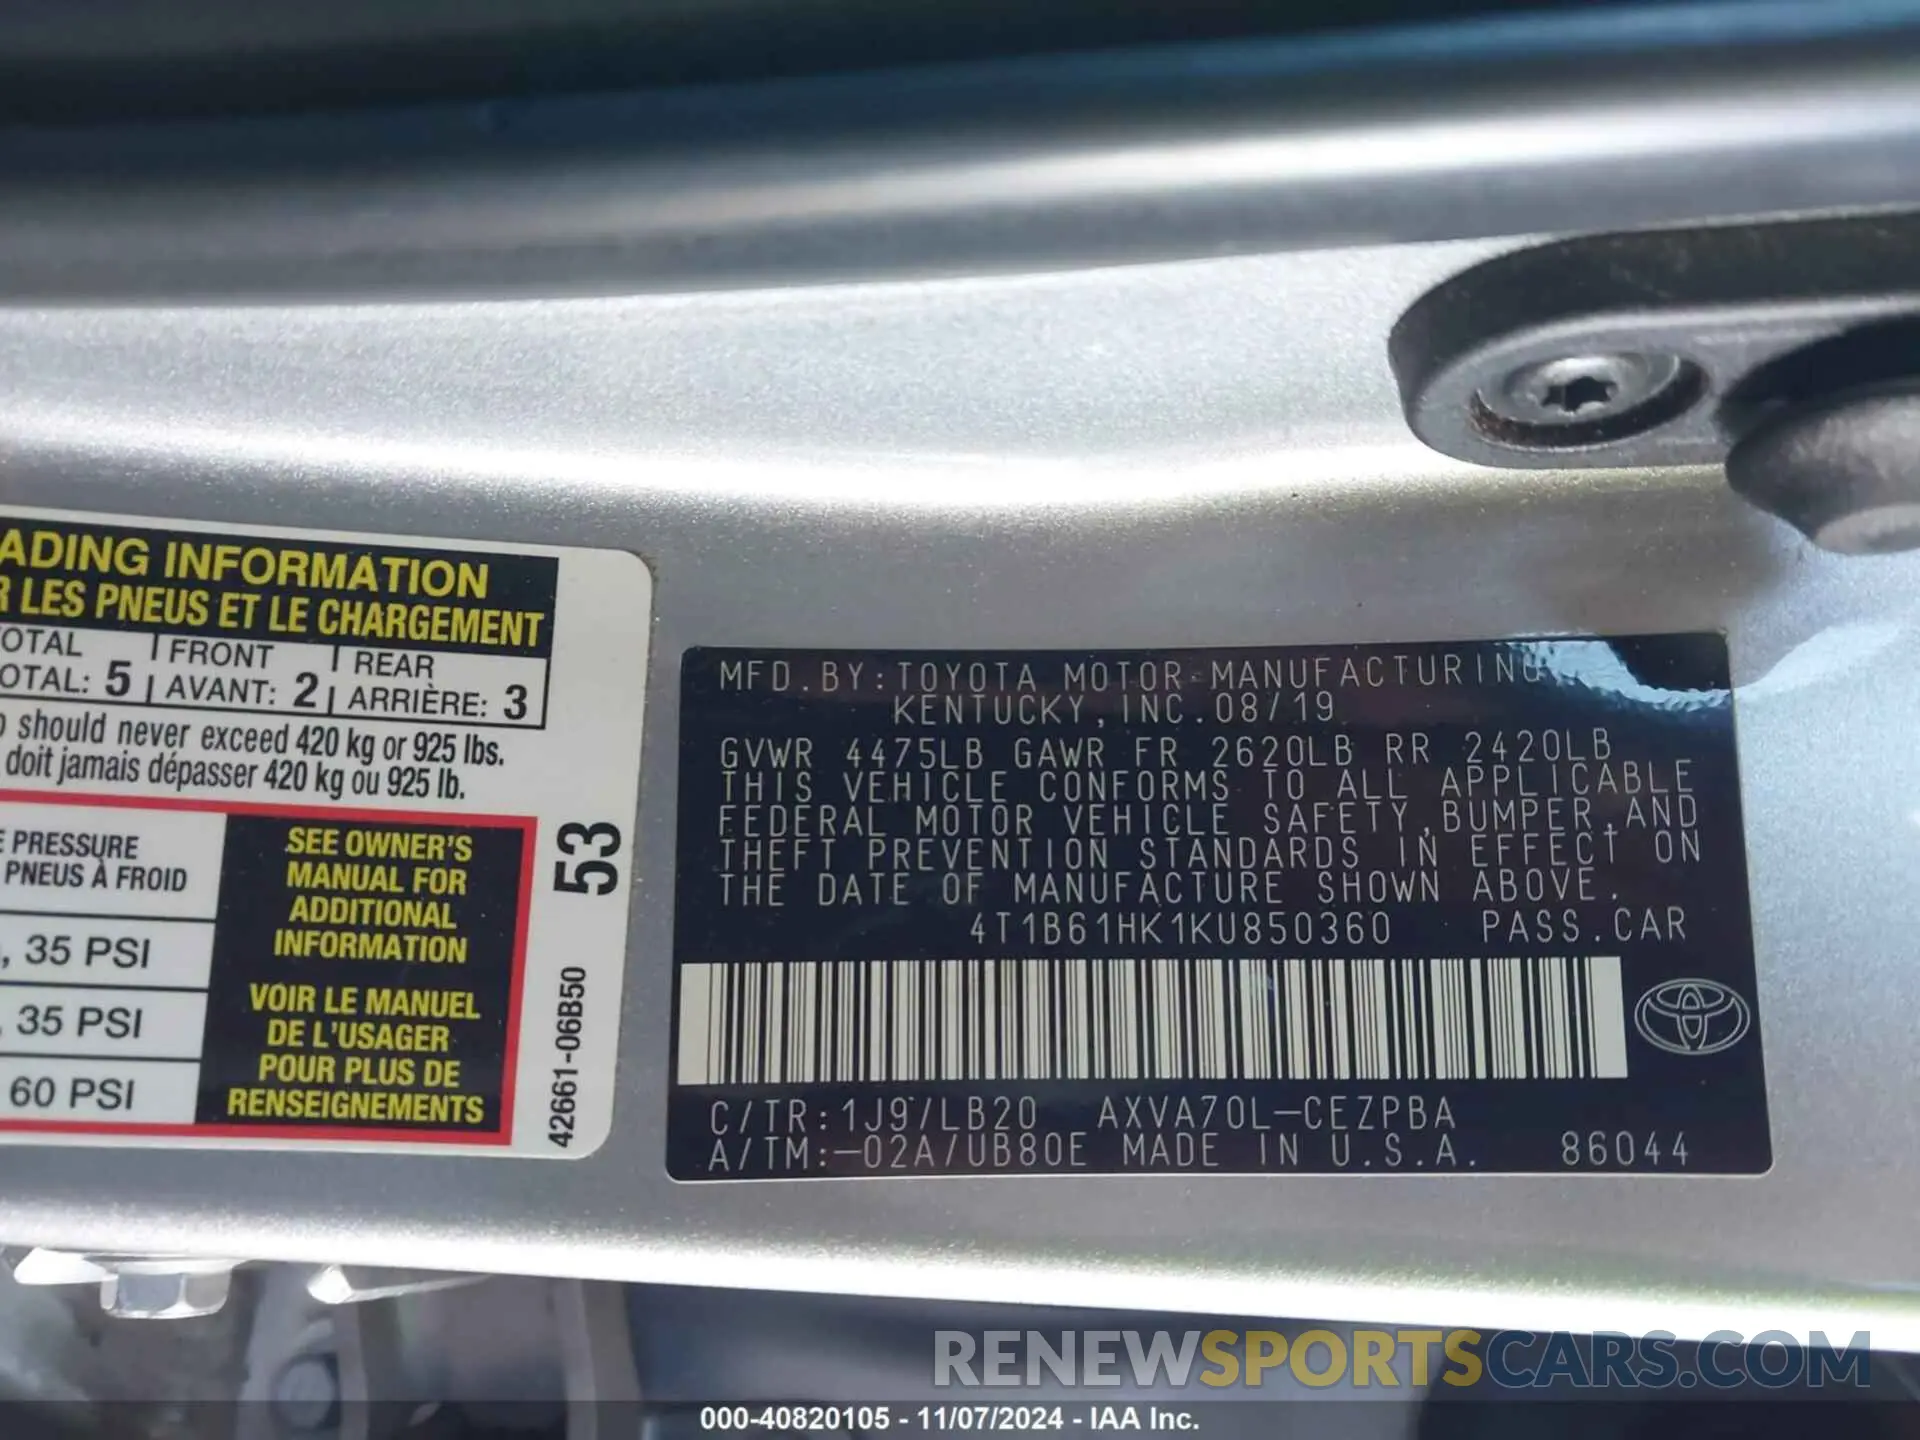 ADING INFORMATION
R LES PNEUS ET LE CHARGEMENT
OTAL FRONT REAR
OTAL: 5 AVANT: 2 ARRIÈRE: 3
should never exceed 420 kg or 925 lbs.
doit jamais dépasser 420 kg ou 925 lb.
E PRESSURE
PNEUS À FROID
, 35 PSI
, 35 PSI
60 PSI
SEE OWNER'S
MANUAL FOR
ADDITIONAL
INFORMATION
VOIR LE MANUEL
DE L'USAGER
POUR PLUS DE
RENSEIGNEMENTS
53
42661-06B50
MFD.BY:TOYOTA MOTOR MANUFACTURING
KENTUCKY,INC.08/19
GVWR 4475LB GAWR FR 2620LB RR 2420LB
THIS VEHICLE CONFORMS TO ALL APPLICABLE
FEDERAL MOTOR VEHICLE SAFETY,BUMPER,AND
THEFT PREVENTION STANDARDS IN EFFECT ON
THE DATE OF MANUFACTURE SHOWN ABOVE.
4T1B61HK1KU850360 PASS.CAR
C/TR:1J9/LB20 AXVA70L-CEZPBA
A/TM:-02A/UB80E MADE IN U.S.A. 86044
RENEWSPORTSCARS.COM
000-40820105 - 11/07/2024 - IAA Inc.